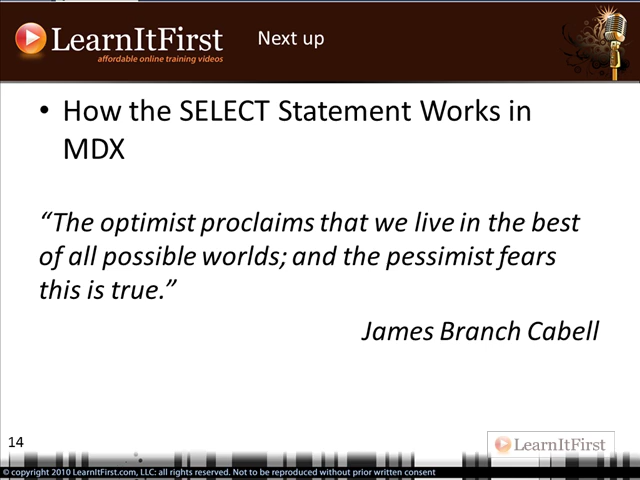 LearnItFirst
affordable online training videos
Next up
• How the SELECT Statement Works in
MDX
“The optimist proclaims that we live in the best
of all possible worlds; and the pessimist fears
this is true.”
James Branch Cabell
14
LearnItFirst
© copyright 2010 LearnItFirst.com, LLC: all rights reserved. Not to be reproduced without prior written consent